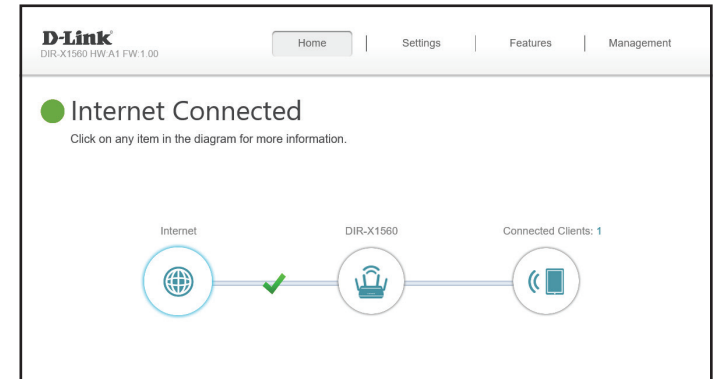 D-Link
DIR-X1560 HW:A1 FW:1.00
Home Settings Features Management
Internet Connected
Click on any item in the diagram for more information.
Internet DIR-X1560 Connected Clients: 1